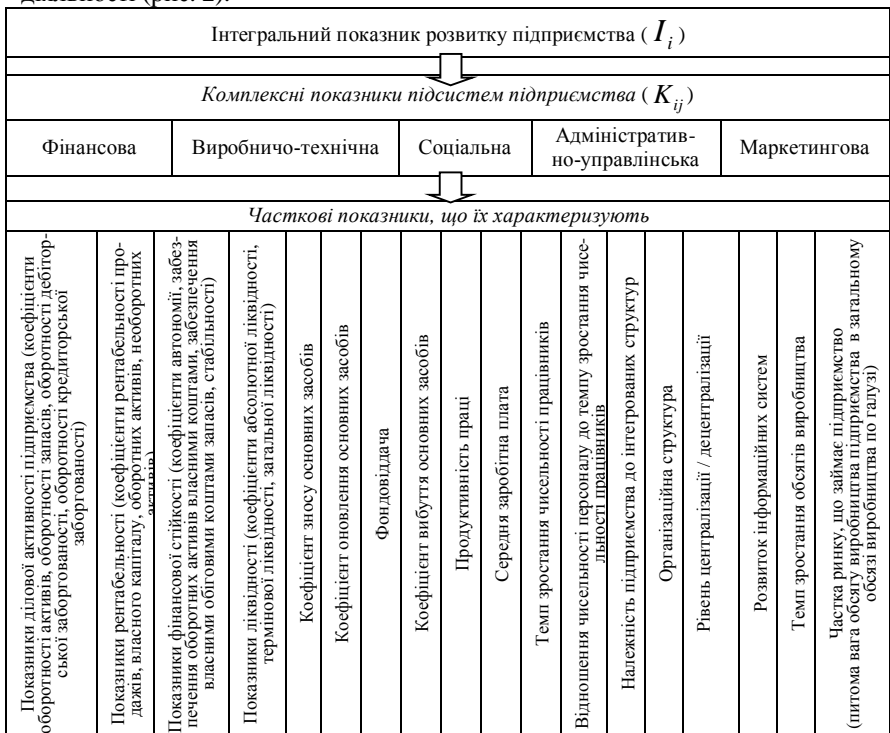 діяльності (рис. 2).
Інтегральний показник розвитку підприємства ( I i )
Комплексні показники підсистем підприємства ( K ij )
Фінансова
Виробничо-технічна
Соціальна
Адміністратив-
но-управлінська
Маркетингова
Часткові показники, що їх характеризують
Показники ділової активності підприємства (коефіцієнти
оборотності активів, оборотності запасів, оборотності дебітор-
ської заборгованості, оборотності кредиторської
заборгованості)
Показники рентабельності (коефіцієнти рентабельності про-
дажів, власного капіталу, оборотних активів, необоротних
активів)
Показники фінансової стійкості (коефіцієнти автономії, забез-
печення оборотних активів власними коштами, забезпечення
власними обіговими коштами запасів, стабільності)
Показники ліквідності (коефіцієнти абсолютної ліквідності,
термінової ліквідності, загальної ліквідності)
Коефіцієнт зносу основних засобів
Коефіцієнт оновлення основних засобів
Фондовіддача
Коефіцієнт вибуття основних засобів
Продуктивність праці
Середня заробітна плата
Темп зростання чисельності працівників
Відношення чисельності персоналу до темпу зростання чисе-
льності працівників
Належність підприємства до інтегрованих структур
Організаційна структура
Рівень централізації / децентралізації
Розвиток інформаційних систем
Темп зростання обсягів виробництва
Частка ринку, що займає підприємство
(питома вага обсягу виробництва підприємства в загальному
обсязі виробництва по галузі)